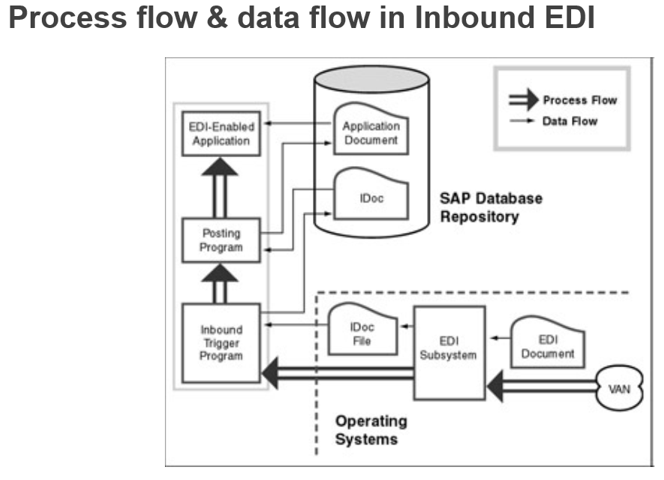 Process flow & data flow in Inbound EDI
Process Flow
Data Flow
EDI-Enabled
Application
Application
Document
IDoc
SAP Database
Repository
Posting
Program
Inbound
Trigger
Program
IDoc
File
EDI
Subsystem
EDI
Document
VAN
Operating
Systems